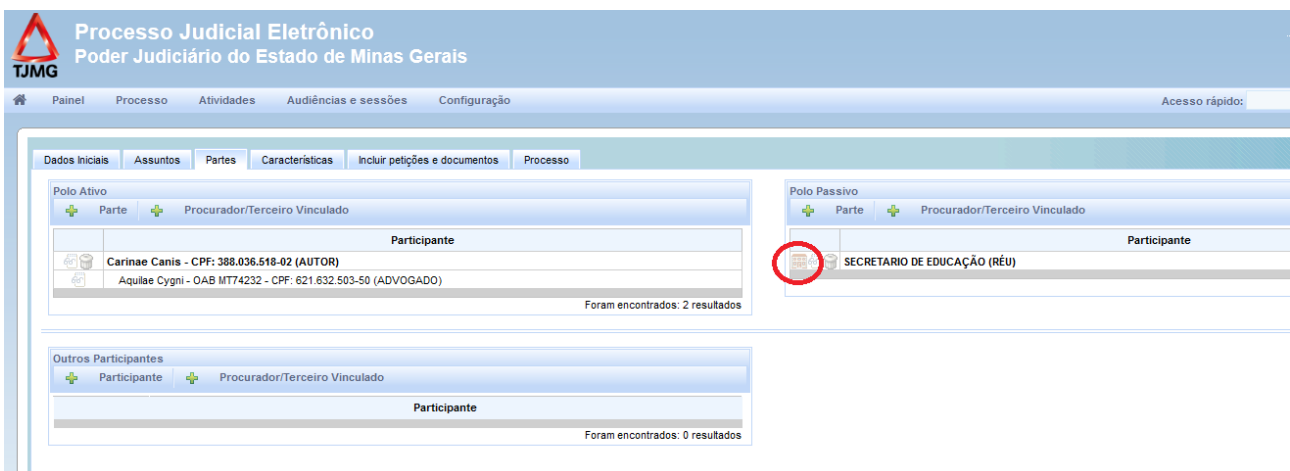 Processo Judicial Eletrônico
Poder Judiciário do Estado de Minas Gerais
TJMG
Painel Processo Atividades Audiências e sessões Configuração Acesso rápido:
Dados Iniciais Assuntos Partes Características Incluir petições e documentos Processo
Polo Ativo
Parte Procurador/Terceiro Vinculado
Participante
Carinae Canis - CPF: 388.036.518-02 (AUTOR)
Aquilae Cygni - OAB MT74232 - CPF: 621.632.503-50 (ADVOGADO)
Foram encontrados: 2 resultados
Polo Passivo
Parte Procurador/Terceiro Vinculado
Participante
SECRETARIO DE EDUCAÇÃO (RÉU)
Outros Participantes
Participante Procurador/Terceiro Vinculado
Participante
Foram encontrados: 0 resultados